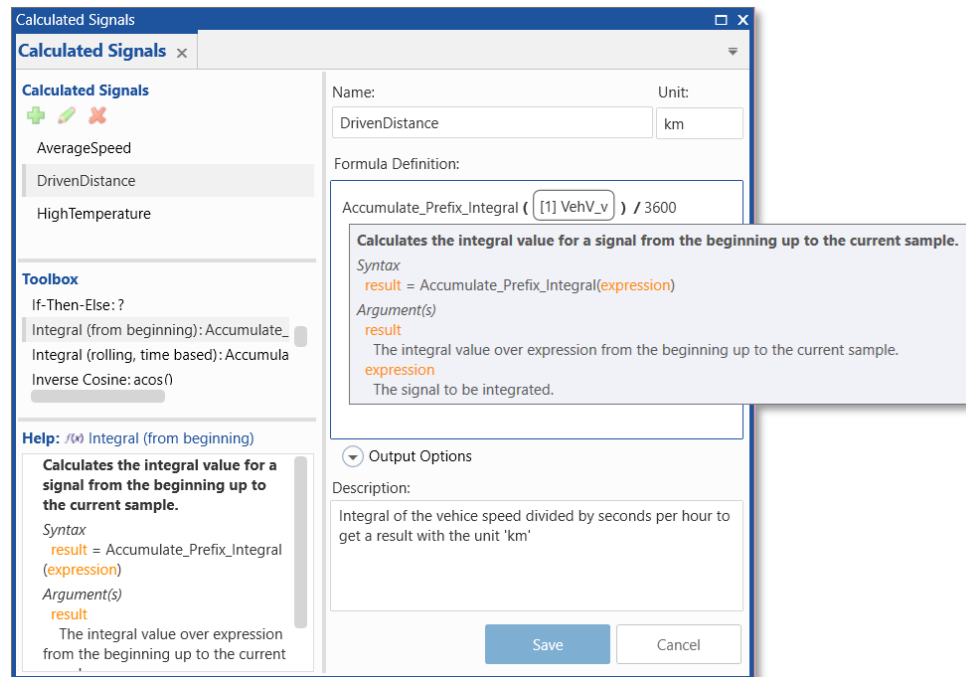 Calculated Signals
Calculated Signals
Calculated Signals
AverageSpeed
DrivenDistance
HighTemperature
Toolbox
If-Then-Else: ?
Integral (from beginning): Accumulate_
Integral (rolling, time based): Accumula
Inverse Cosine: acos()
Help: f(x) Integral (from beginning)
Calculates the integral value for a
signal from the beginning up to
the current sample.
Syntax
result = Accumulate_Prefix_Integral
(expression)
Argument(s)
result
The integral value over expression
from the beginning up to the current
Name:
Unit:
DrivenDistance
km
Formula Definition:
Accumulate_Prefix_Integral ( [1] VehV_v ) / 3600
Calculates the integral value for a signal from the beginning up to the current sample.
Syntax
result = Accumulate_Prefix_Integral(expression)
Argument(s)
result
The integral value over expression from the beginning up to the current sample.
expression
The signal to be integrated.
Output Options
Description:
Integral of the vehice speed divided by seconds per hour to
get a result with the unit 'km'
Save
Cancel